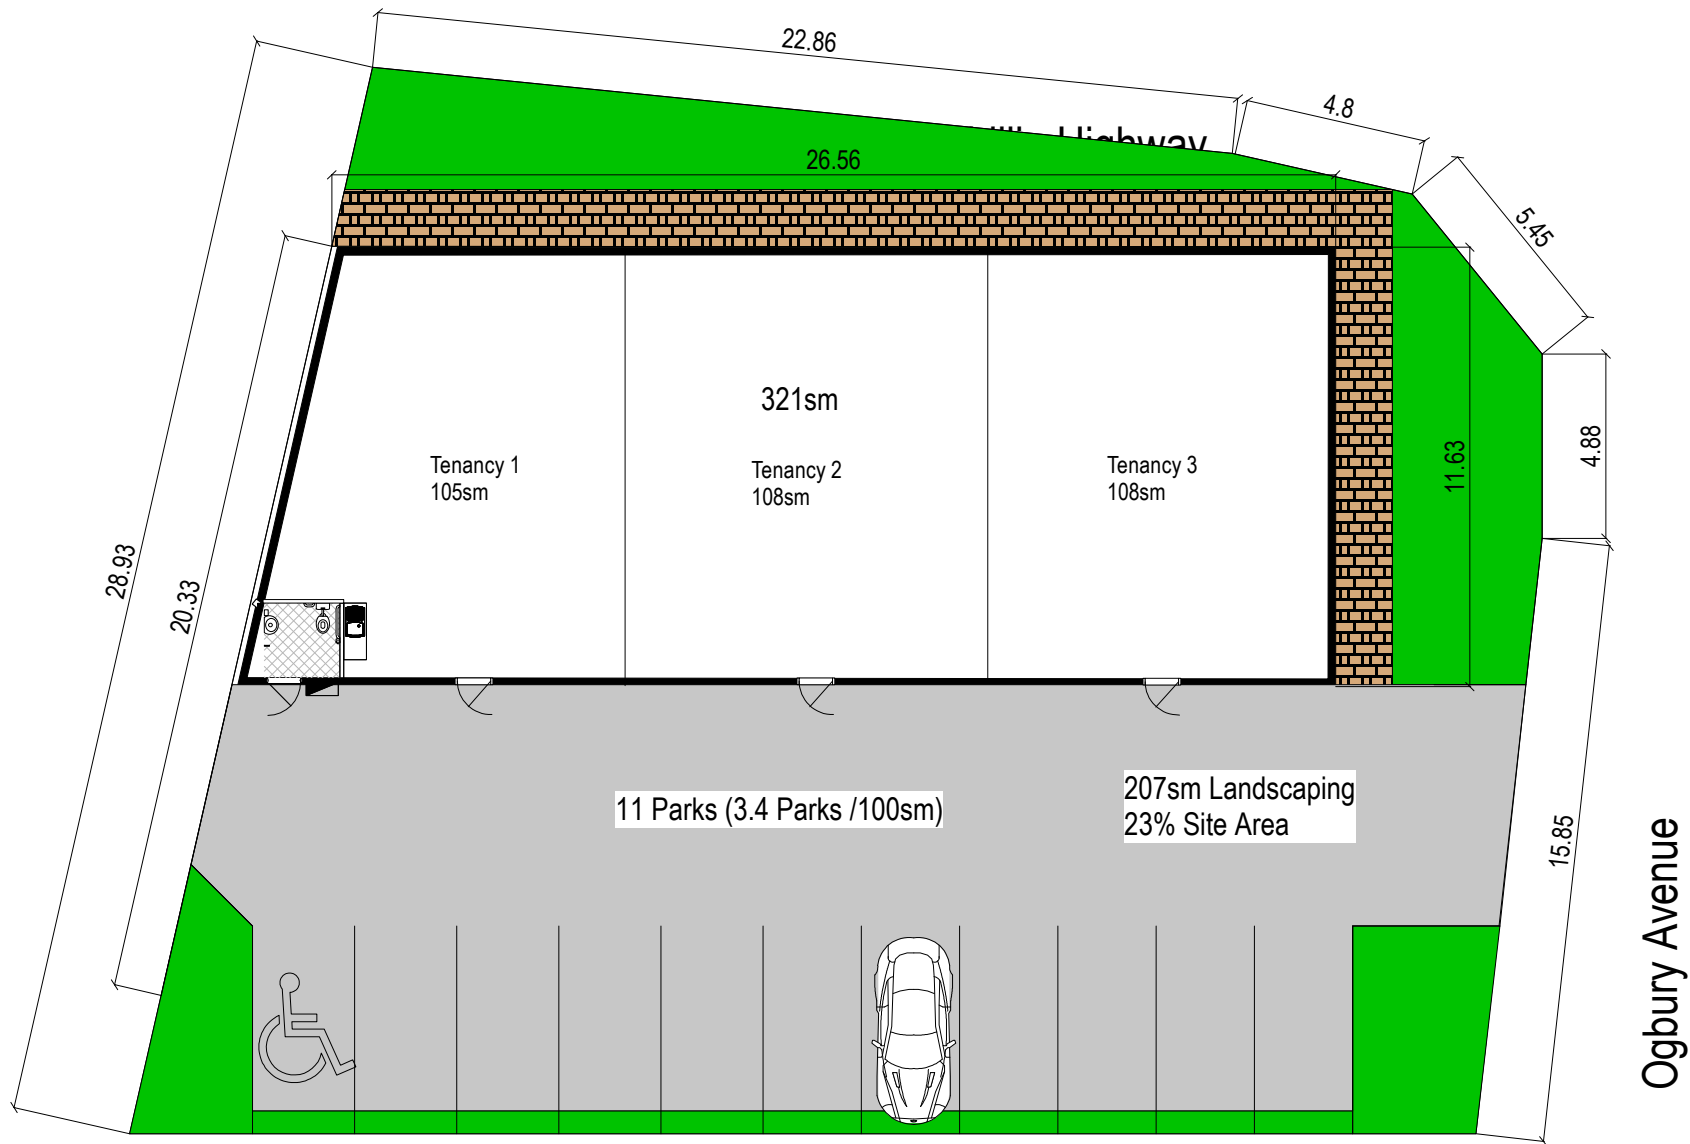 22.86
4.8
Highway
26.56
5.45
321sm
4.88
11.63
Tenancy 1
105sm
Tenancy 2
108sm
Tenancy 3
108sm
28.93
20.33
11 Parks (3.4 Parks /100sm)
207sm Landscaping
23% Site Area
15.85
Ogbury Avenue